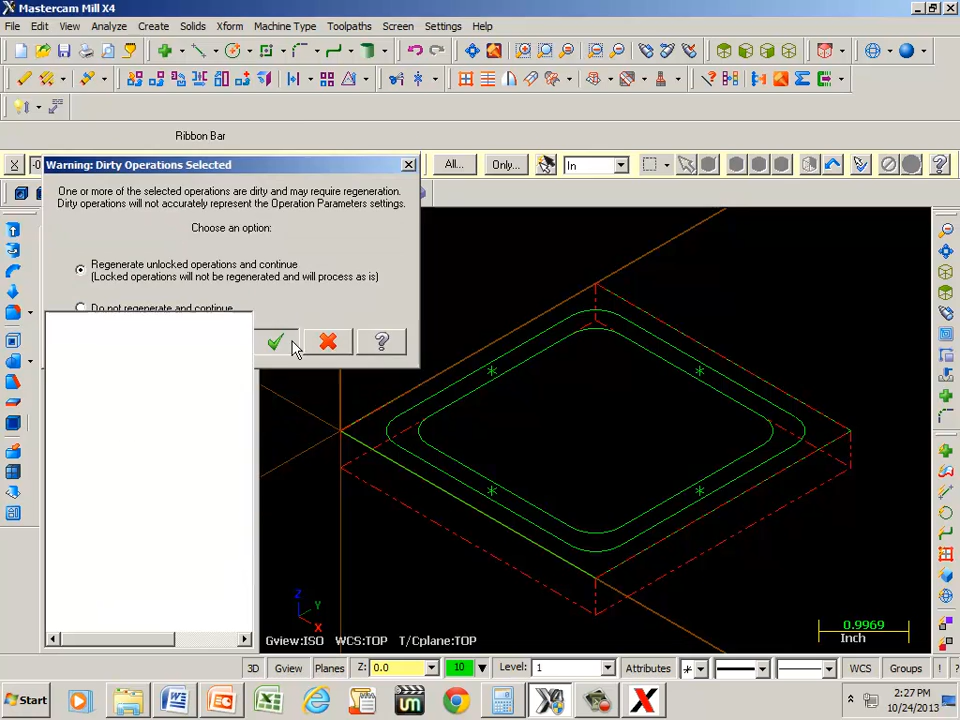 Mastercam Mill X4
File Edit View Analyze Create Solids Xform Machine Type Toolpaths Screen Settings Help
Ribbon Bar
Warning: Dirty Operations Selected
All... Only... In
One or more of the selected operations are dirty and may require regeneration.
Dirty operations will not accurately represent the Operation Parameters settings.
Choose an option:
Regenerate unlocked operations and continue
(Locked operations will not be regenerated and will process as is)
Do not regenerate and continue
Z
Y
X
0.9969
Inch
Gview:ISO WCS:TOP T/Cplane:TOP
3D Gview Planes Z: 0.0 10 Level: 1 Attributes WCS Groups ! ?
Start
2:27 PM
10/24/2013